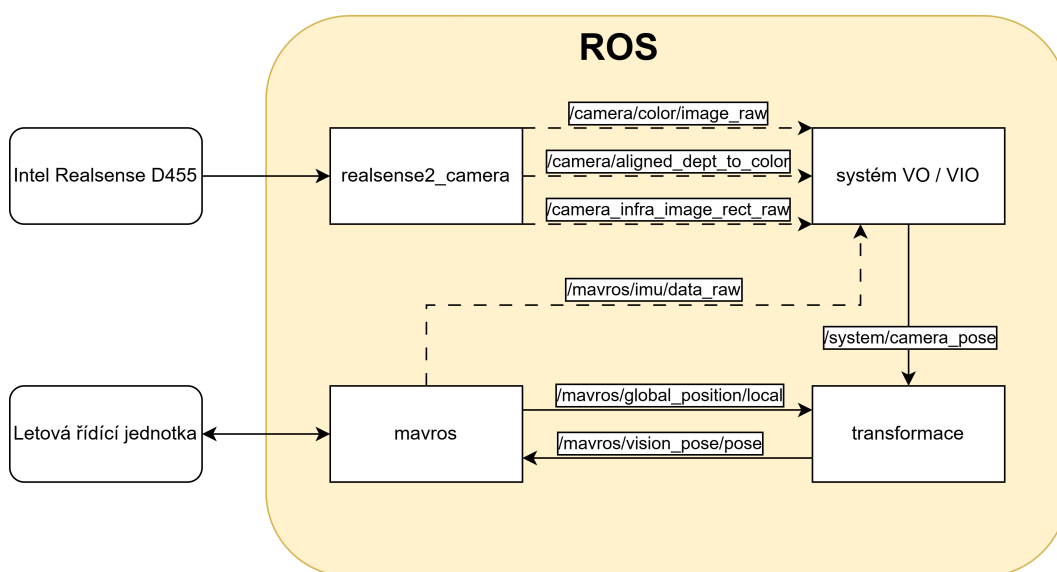 ROS
/camera/color/image_raw
Intel Realsense D455
realsense2_camera
/camera/aligned_dept_to_color
systém VO / VIO
/camera_infra_image_rect_raw
/mavros/imu/data_raw
/system/camera_pose
Letová řídící jednotka
mavros
/mavros/global_position/local
/mavros/vision_pose/pose
transformace